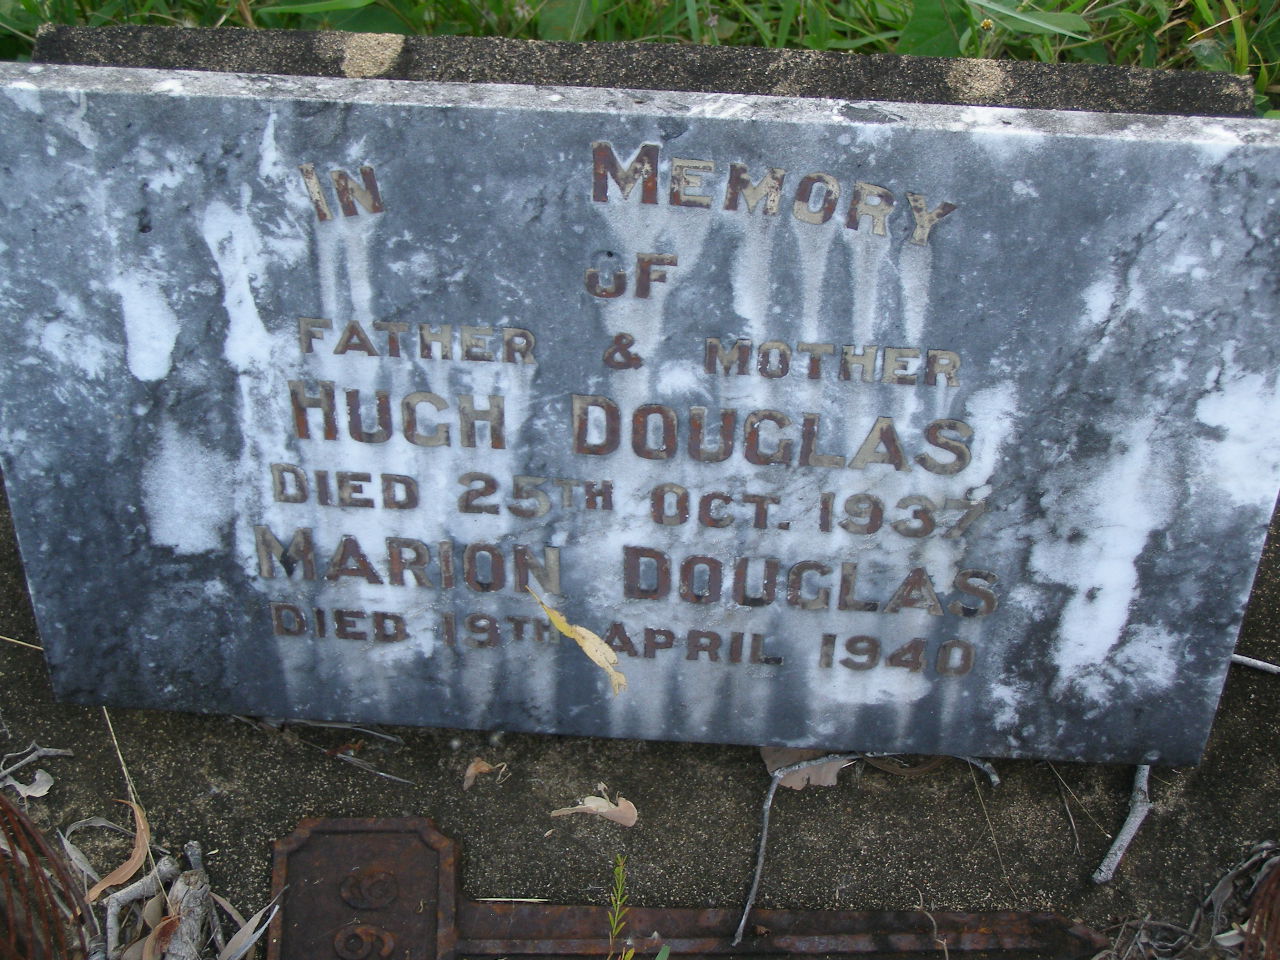 IN MEMORY
OF
FATHER & MOTHER
HUGH DOUGLAS
DIED 25TH OCT. 1937
MARION DOUGLAS
DIED 19TH APRIL 1940